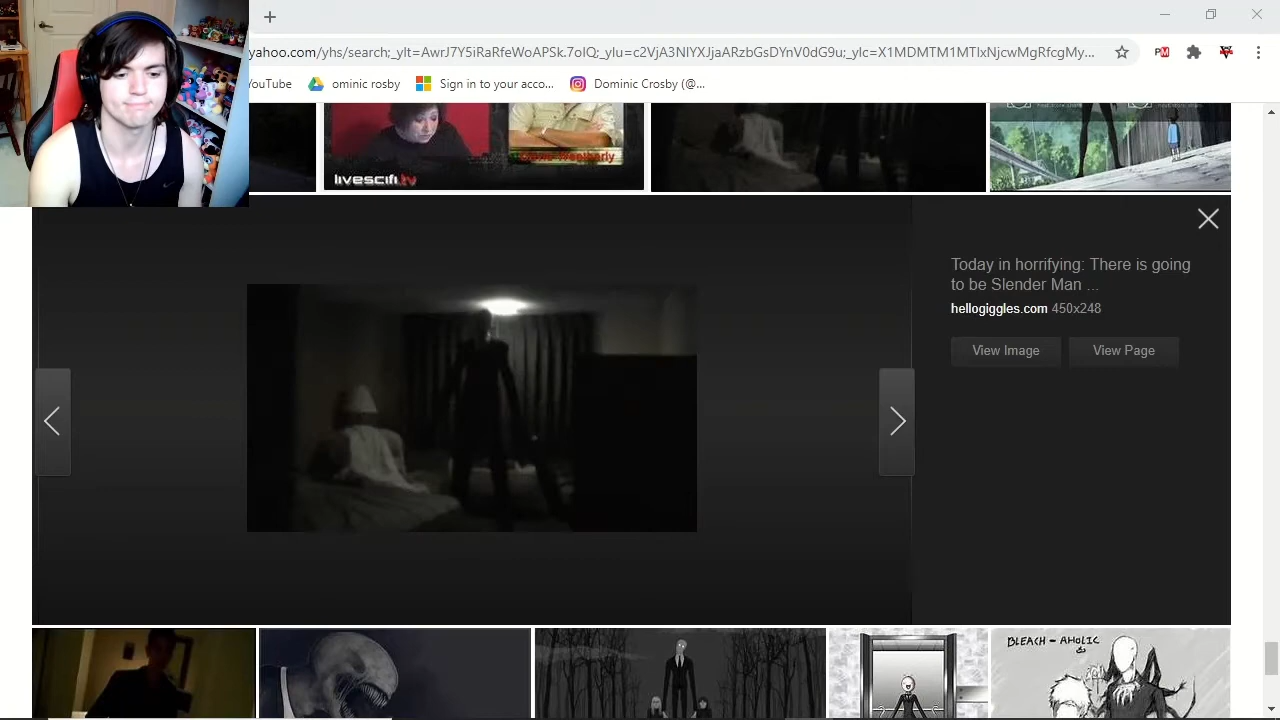 yahoo.com/yhs/search;_ylt=AwrJ7Y5iRaRfeWoAPSk.7olQ;_ylu=c2VjA3NlYXJjaARzbGsDYnV0dG9u;_ylc=X1MDMTM1MTIxNjcwMgRfcgMy...
YouTube ominic rosby Sign in to your acco... Dominic Crosby (@...
livescifi.tv
Today in horrifying: There is going
to be Slender Man ...
hellogiggles.com 450x248
View Image View Page
BLEACH - AHOLIC